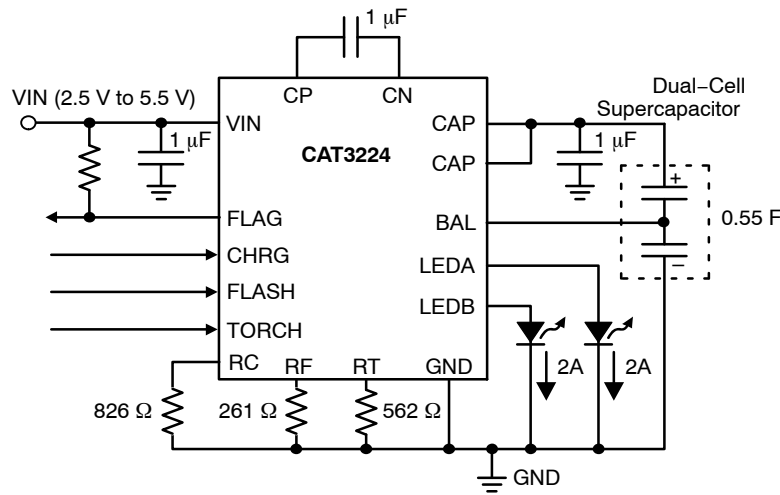 1 μF
VIN (2.5 V to 5.5 V)
CP
CN
Dual−Cell
Supercapacitor
VIN
1 μF
CAT3224
CAP
CAP
1 μF
+
0.55 F
−
FLAG
BAL
CHRG
LEDA
FLASH
LEDB
TORCH
2A
2A
RC
RF
RT
GND
826 Ω
261 Ω
562 Ω
GND